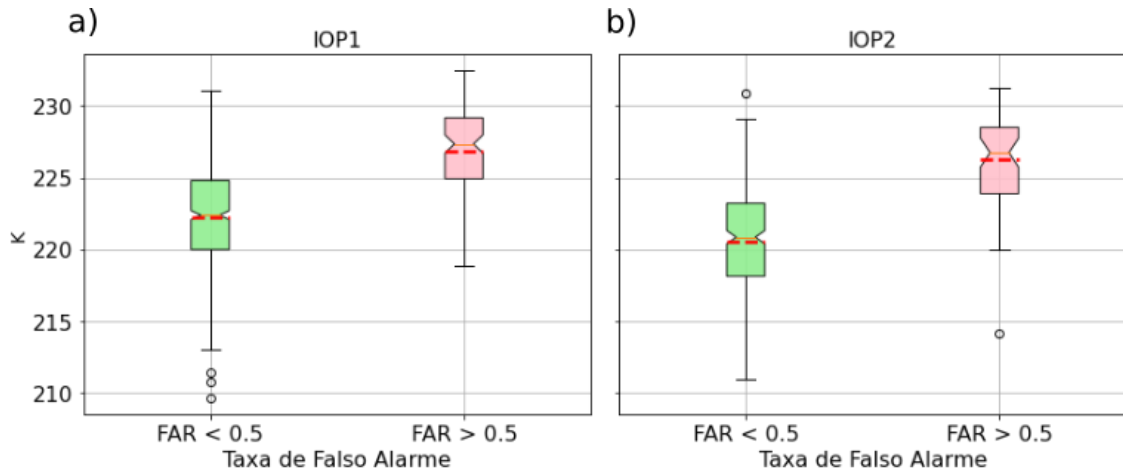 a)
IOP1
K
230
225
220
215
210
FAR < 0.5
FAR > 0.5
Taxa de Falso Alarme
b)
IOP2
FAR < 0.5
FAR > 0.5
Taxa de Falso Alarme